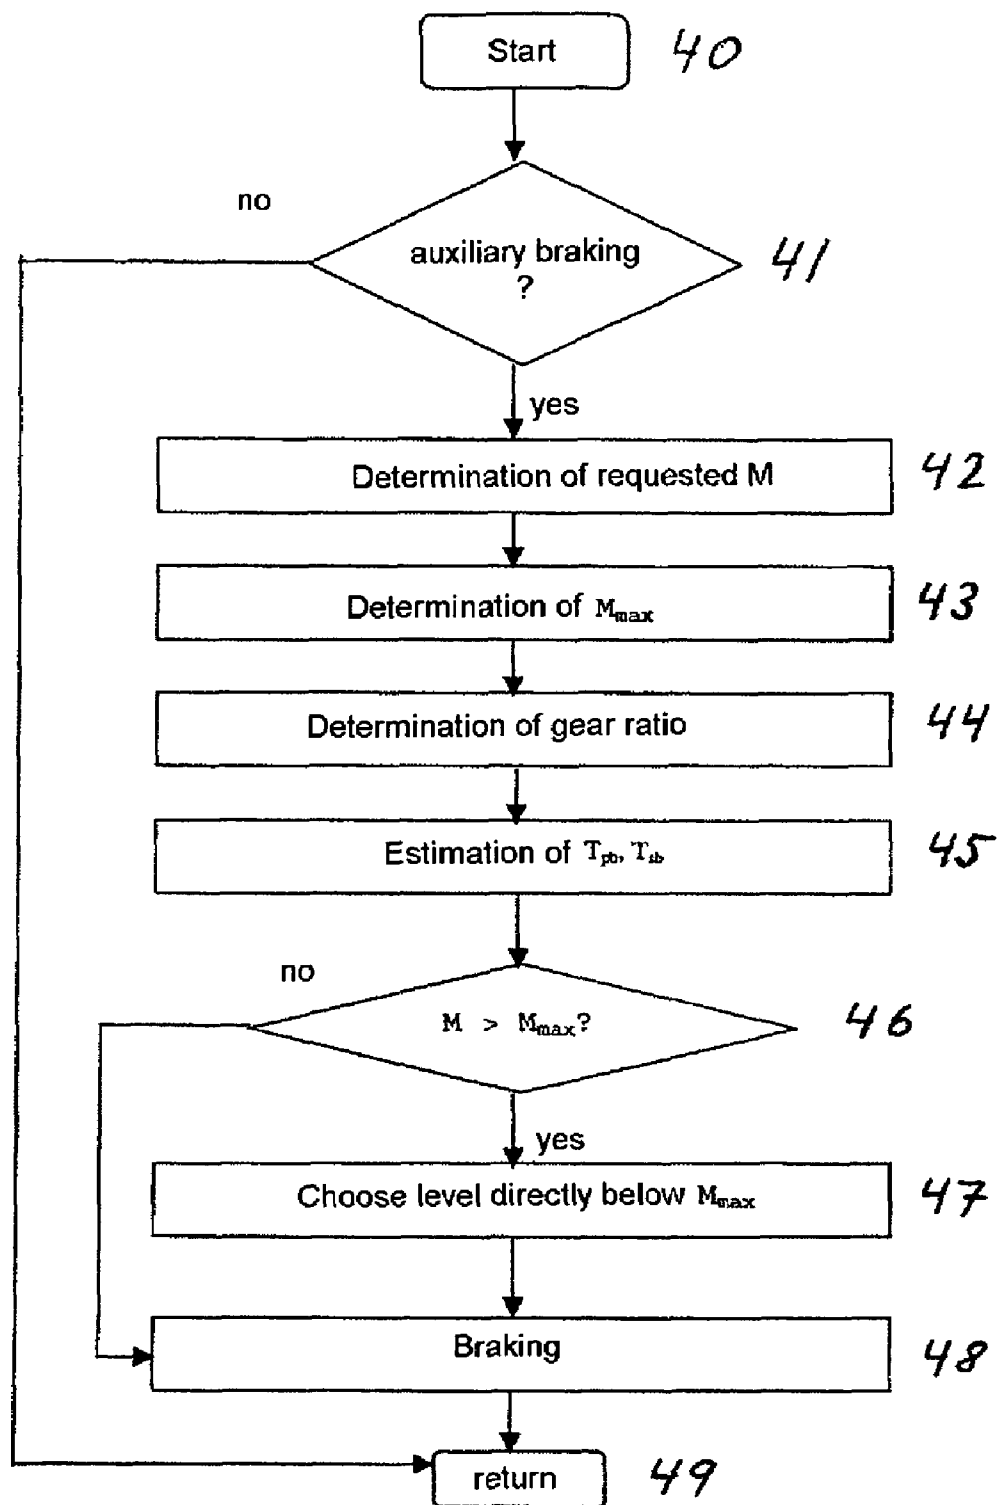 Start 40
no
auxiliary braking
? 41
yes
Determination of requested M 42
Determination of Mmax 43
Determination of gear ratio 44
Estimation of Tpb, Tsb 45
no
M > Mmax? 46
yes
Choose level directly below Mmax 47
Braking 48
return 49